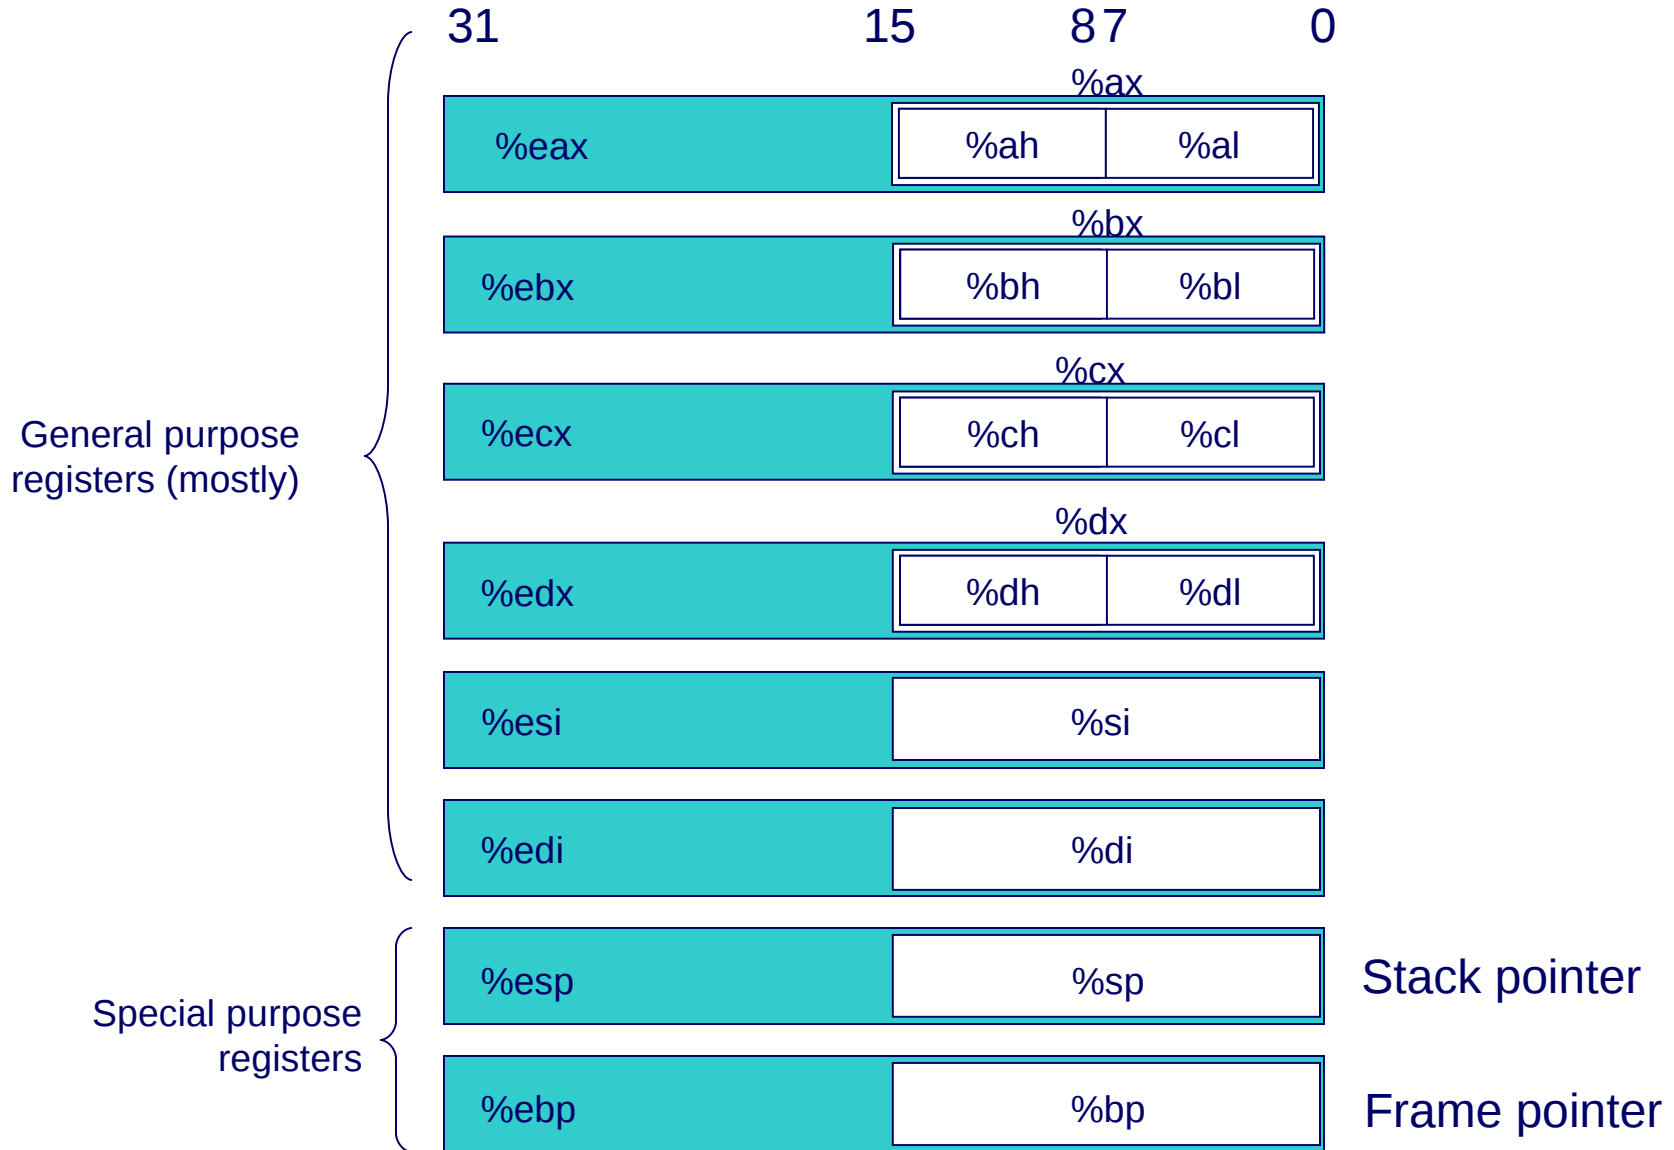 31 15 8 7 0
%ax
%eax %ah %al
%bx
%ebx %bh %bl
%cx
%ecx %ch %cl
General purpose
registers (mostly)
%dx
%edx %dh %dl
%esi %si
%edi %di
%esp %sp Stack pointer
Special purpose
registers
%ebp %bp Frame pointer